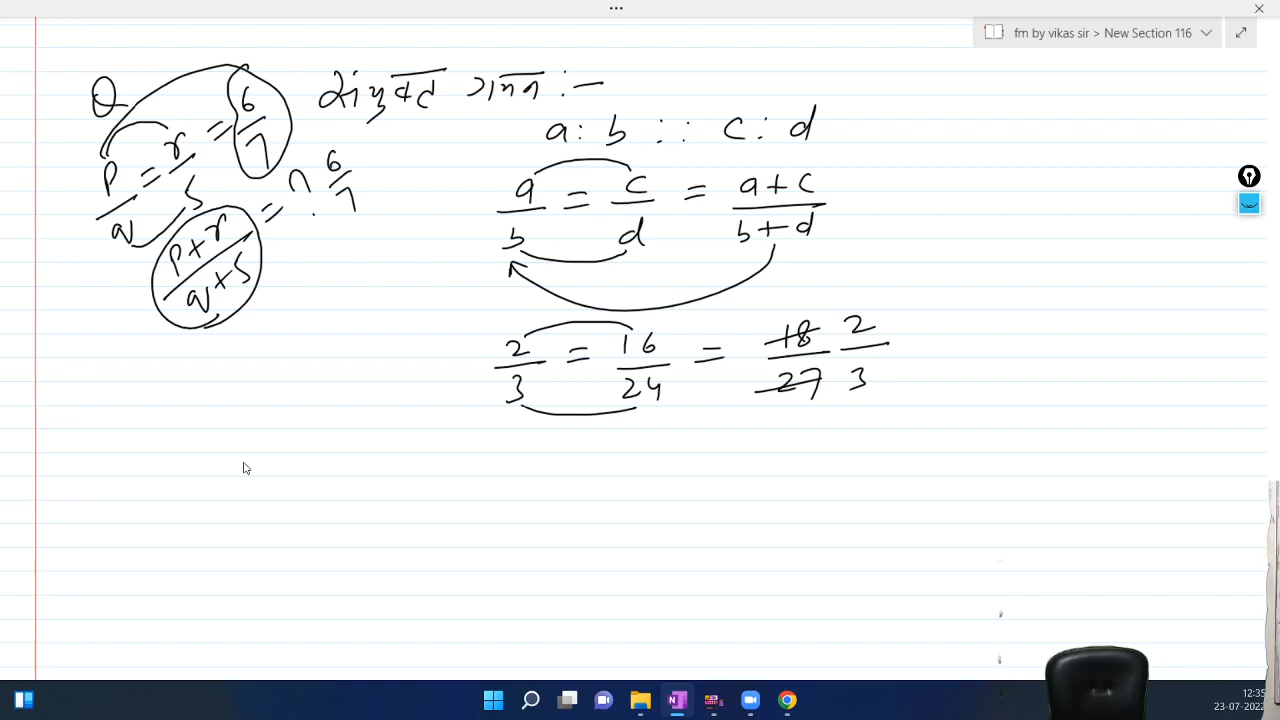 fm by vikas sir > New Section 116
Q
p/q = r/s = 6/7
p+r/q+s = ? 6/7
a : b : : c : d
a/b = c/d = a+c/b+d
2/3 = 16/24 = 18/27 2/3
12:35
23-07-2022